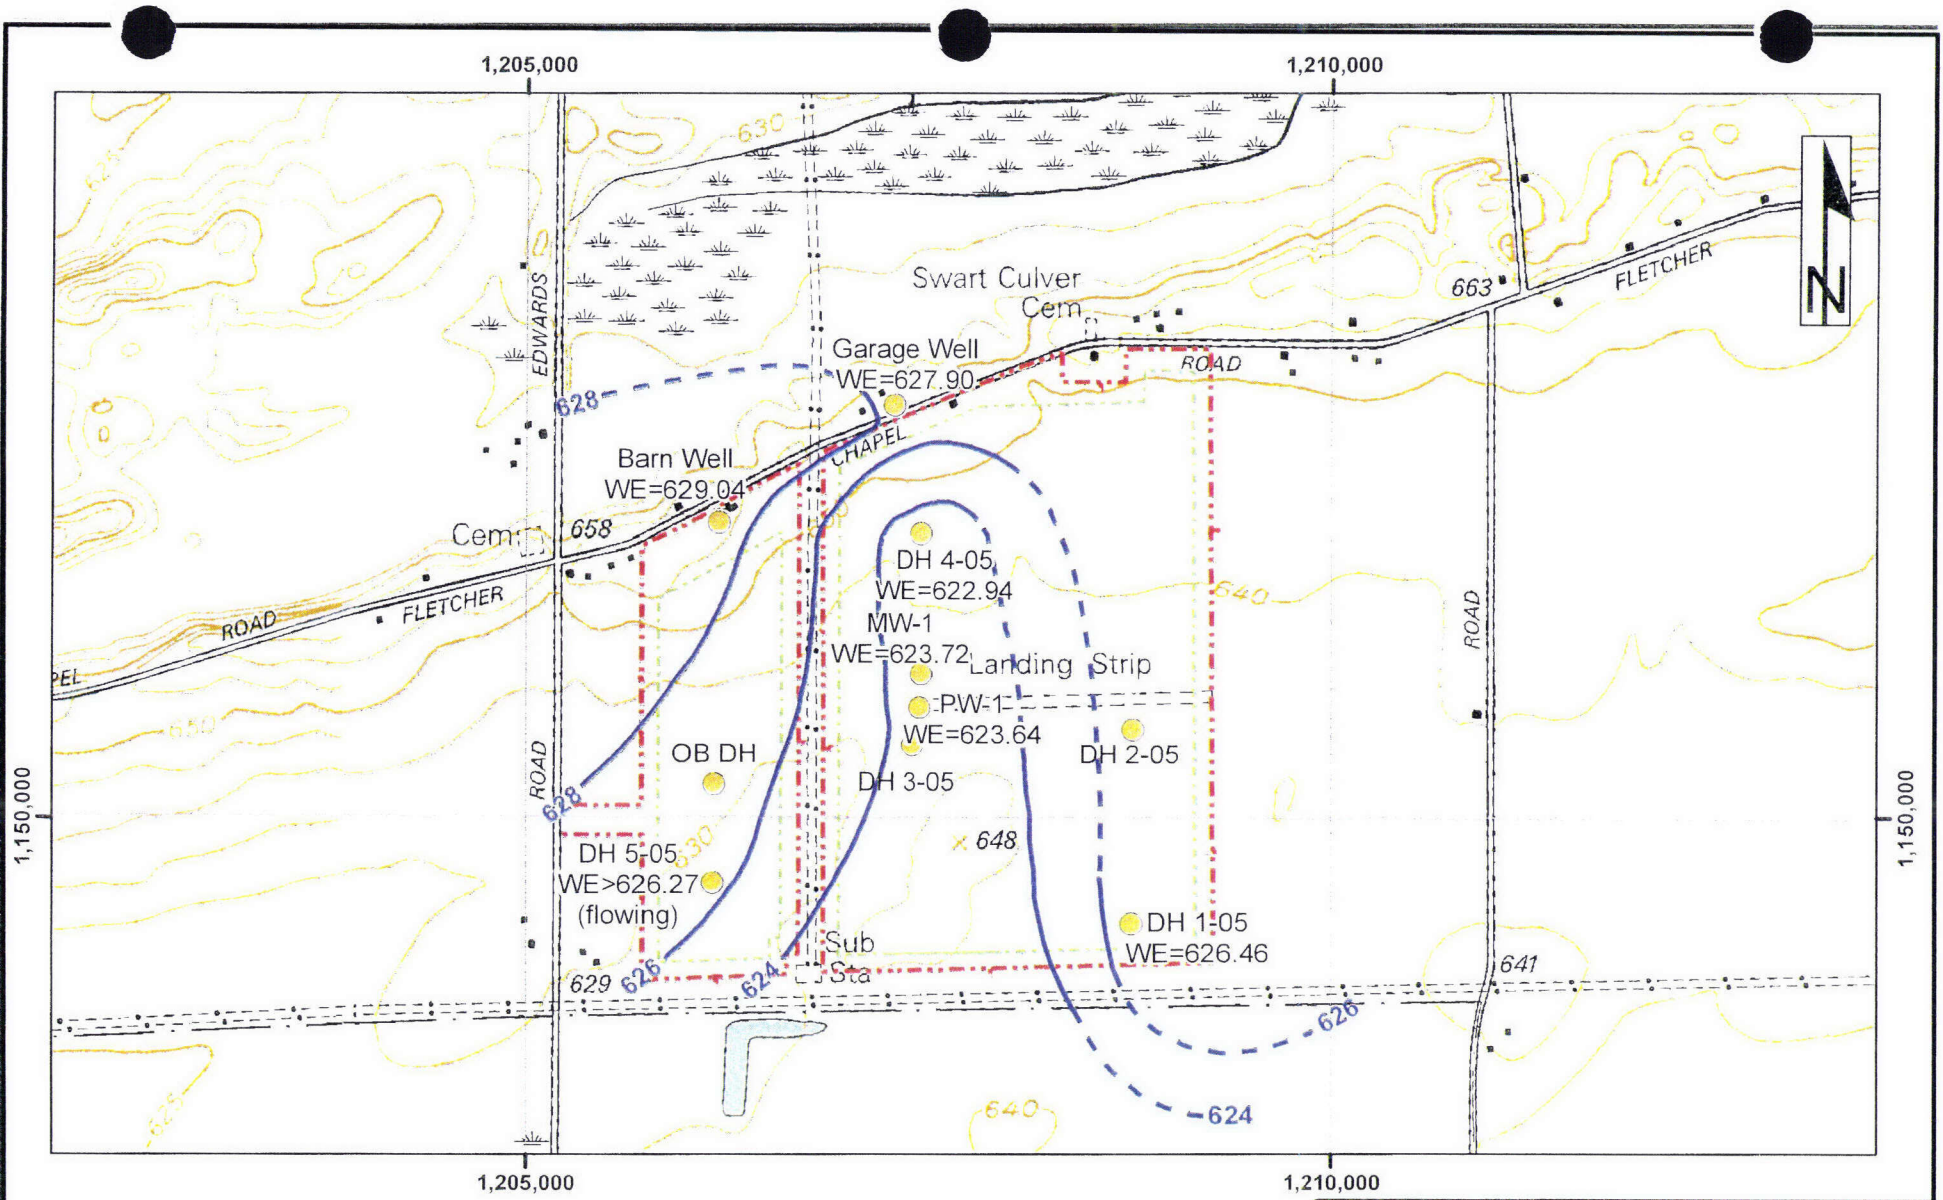 1,205,000
1,210,000
630
EDWARDS
Swart Culver
Cem
663
FLETCHER
Garage Well
WE=627.90
ROAD
628
CHAPEL
Barn Well
WE=629.04
Cem
658
DH 4-05
WE=622.94
640
FLETCHER
ROAD
MW-1
WE=623.72
Landing Strip
ROAD
PEL
650
PW-1
WE=623.64
OB DH
DH 2-05
DH 3-05
ROAD
628
1,150,000
1,150,000
630
648
DH 5-05
WE>626.27
(flowing)
DH 1-05
WE=626.46
Sub
Sta
629
626
624
641
626
625
640
624
N
1,205,000
1,210,000